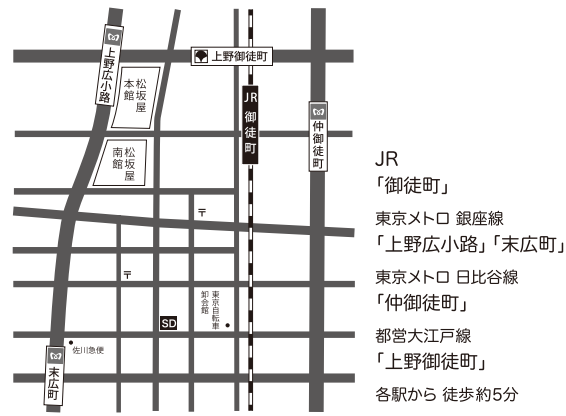 上野広小路
上野御徒町
松坂屋
本館
JR 御徒町
仲御徒町
松坂屋
南館
〒
〒
東京自転車
卸会館
SD
佐川急便
末広町
JR
「御徒町」
東京メトロ 銀座線
「上野広小路」「末広町」
東京メトロ 日比谷線
「仲御徒町」
都営大江戸線
「上野御徒町」
各駅から 徒歩約5分